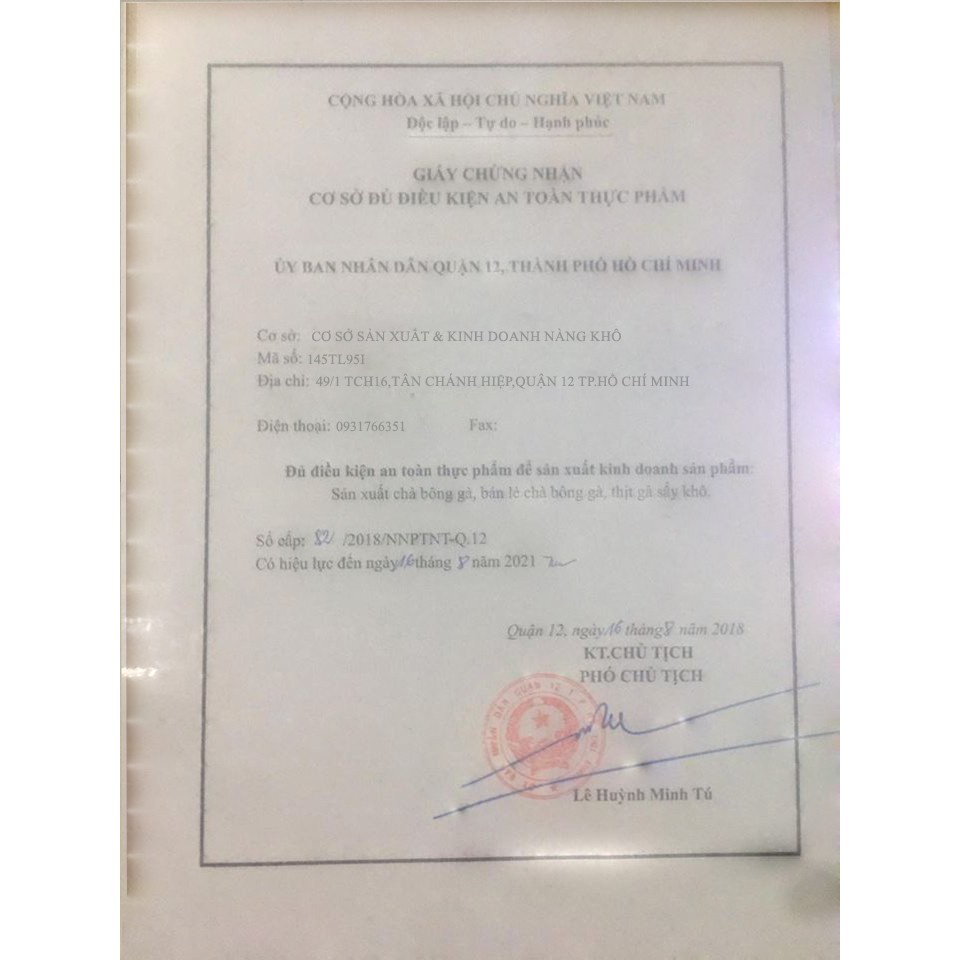 CỘNG HÒA XÃ HỘI CHỦ NGHĨA VIỆT NAM
Độc lập – Tự do – Hạnh phúc
GIẤY CHỨNG NHẬN
CƠ SỞ ĐỦ ĐIỀU KIỆN AN TOÀN THỰC PHẨM
ỦY BAN NHÂN DÂN QUẬN 12, THÀNH PHỐ HỒ CHÍ MINH
Cơ sở: CƠ SỞ SẢN XUẤT & KINH DOANH NÀNG KHÔ
Mã số: 145TL951
Địa chỉ: 49/1 TCH16,TÂN CHÁNH HIỆP,QUẬN 12 TP.HỒ CHÍ MINH
Điện thoại: 0931766351 Fax:
Đủ điều kiện an toàn thực phẩm để sản xuất kinh doanh sản phẩm:
Sản xuất chà bông gà, bán lẻ chà bông gà, thịt gà sấy khô.
Số cấp: 82 /2018/NNPTNT-Q.12
Có hiệu lực đến ngày 16 tháng 8 năm 2021
Quận 12, ngày 16 tháng 8 năm 2018
KT.CHỦ TỊCH
PHÓ CHỦ TỊCH
Lê Huỳnh Minh Tú